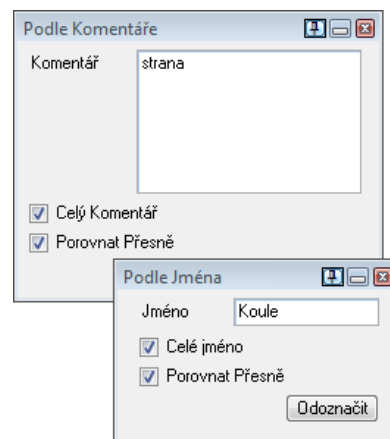 Podle Komentáře
Komentář
strana
Celý Komentář
Porovnat Přesně
Podle Jména
Jméno
Koule
Celé jméno
Porovnat Přesně
Odoznačit